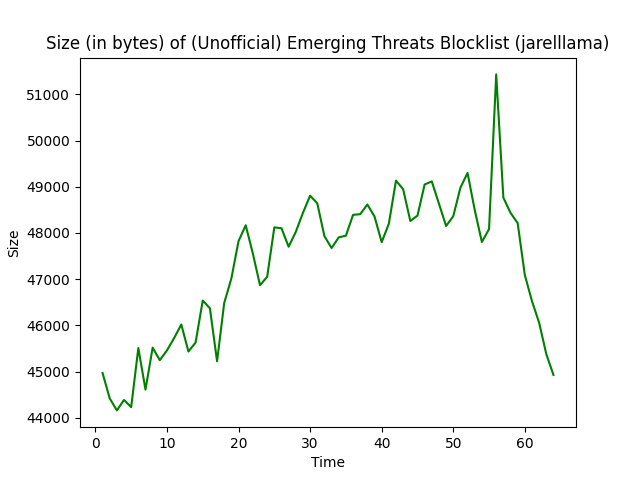 Size (in bytes) of (Unofficial) Emerging Threats Blocklist (jarelllama)
51000
50000
49000
48000
47000
46000
45000
44000
Size
0 10 20 30 40 50 60
Time